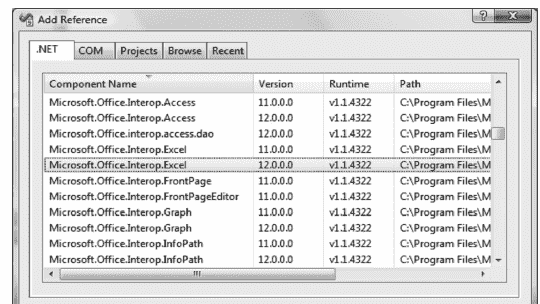 Add Reference
.NET COM Projects Browse Recent
Component Name Version Runtime Path
Microsoft.Office.Interop.Access 11.0.0.0 v1.1.4322 C:\Program Files\M
Microsoft.Office.Interop.Access 12.0.0.0 v1.1.4322 C:\Program Files\M
Microsoft.Office.interop.access.dao 12.0.0.0 v1.1.4322 C:\Program Files\M
Microsoft.Office.Interop.Excel 11.0.0.0 v1.1.4322 C:\Program Files\M
Microsoft.Office.Interop.Excel 12.0.0.0 v1.1.4322 C:\Program Files\M
Microsoft.Office.Interop.FrontPage 11.0.0.0 v1.1.4322 C:\Program Files\M
Microsoft.Office.Interop.FrontPageEditor 11.0.0.0 v1.1.4322 C:\Program Files\M
Microsoft.Office.Interop.Graph 11.0.0.0 v1.1.4322 C:\Program Files\M
Microsoft.Office.Interop.Graph 12.0.0.0 v1.1.4322 C:\Program Files\M
Microsoft.Office.Interop.InfoPath 11.0.0.0 v1.1.4322 C:\Program Files\M
Microsoft.Office.Interop.InfoPath 12.0.0.0 v1.1.4322 C:\Program Files\M